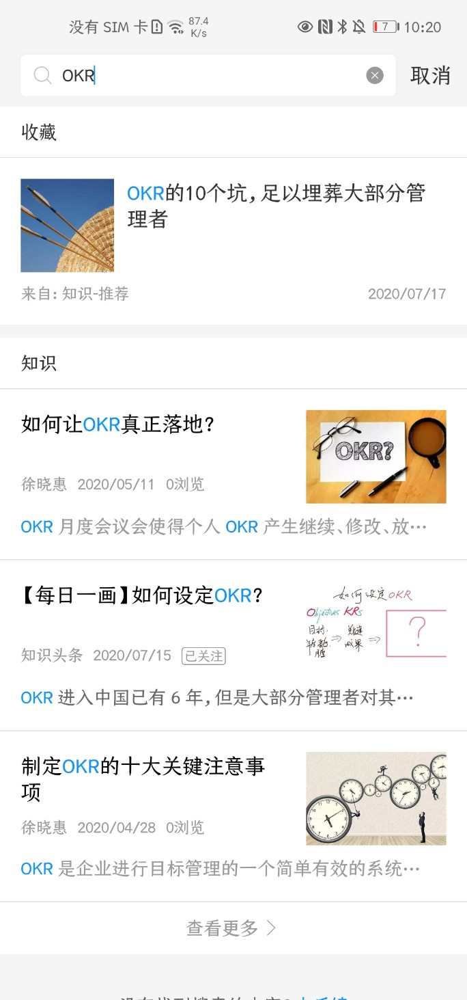 没有 SIM 卡 87.4 K/s 7 10:20
OKR 取消
收藏
OKR的10个坑，足以埋葬大部分管
理者
来自：知识-推荐 2020/07/17
知识
如何让OKR真正落地？
OKR?
徐晓惠 2020/05/11 0浏览
OKR 月度会议会使得个人 OKR 产生继续、修改、放…
【每日一画】如何设定OKR？
如何设定OKR
Objectives KRs
目标 关键
成果
?
知识头条 2020/07/15 已关注
OKR 进入中国已有 6 年，但是大部分管理者对其…
制定OKR的十大关键注意事
项
徐晓惠 2020/04/28 0浏览
OKR 是企业进行目标管理的一个简单有效的系统…
查看更多